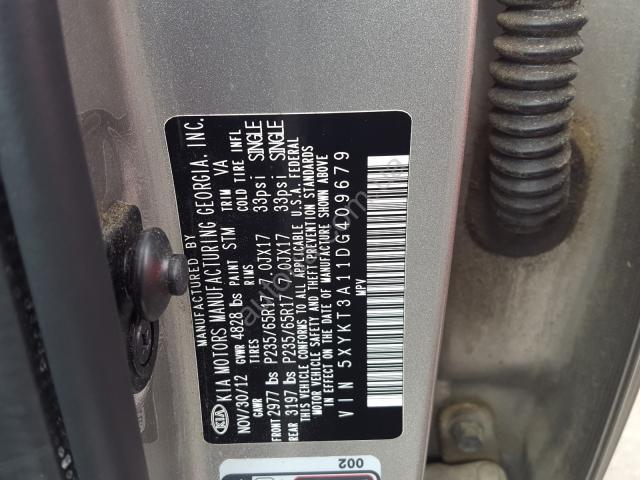 MANUFACTURED BY
KIA KIA MOTORS MANUFACTURING GEORGIA. INC.
NOV/30/12 GVWR 4828 lbs PAINT STM TRIM VA
GAWR TIRES RIMS COLD TIRE INFL
FRONT 2977 lbs P235/65R17 7.0JX17 33psi SINGLE
REAR 3197 lbs P235/65R17 7.0JX17 33psi SINGLE
THIS VEHICLE CONFORMS TO ALL APPLICABLE U.S.A. FEDERAL
MOTOR VEHICLE SAFETY AND THEFT PREVENTION STANDARDS
IN EFFECT ON THE DATE OF MANUFACTURE SHOWN ABOVE
VIN 5XYKT3A11DG409679
MPV
002